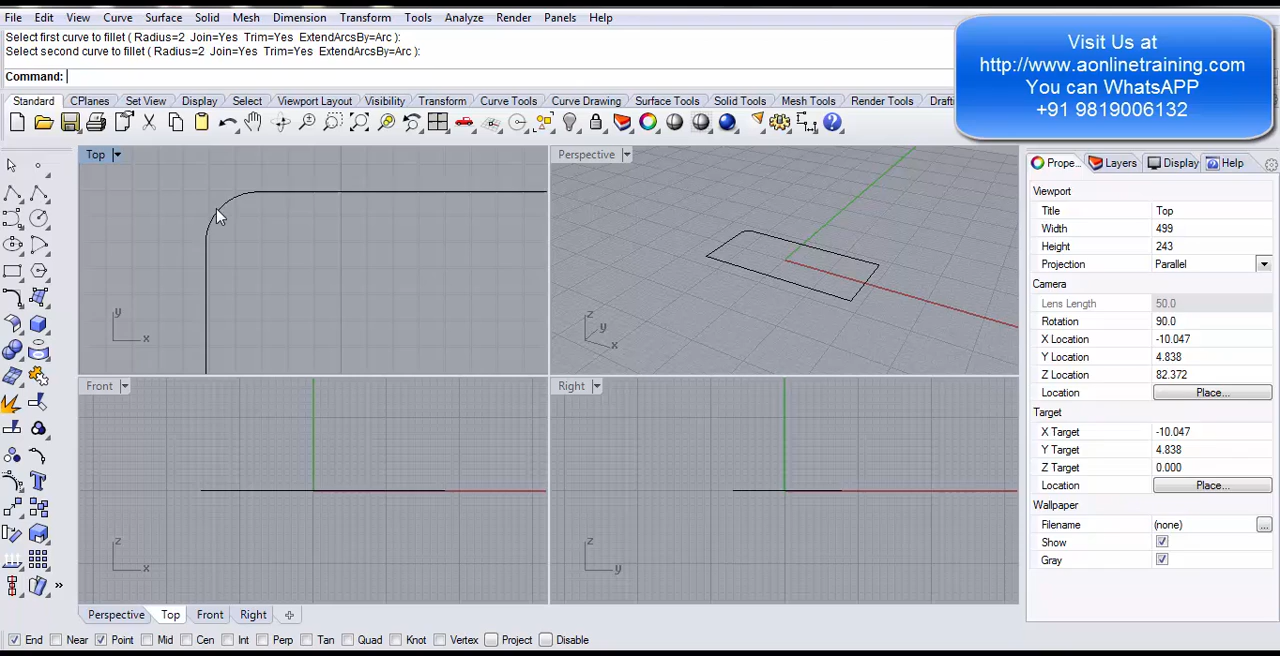 File Edit View Curve Surface Solid Mesh Dimension Transform Tools Analyze Render Panels Help
Select first curve to fillet ( Radius=2 Join=Yes Trim=Yes ExtendArcsBy=Arc ):
Select second curve to fillet ( Radius=2 Join=Yes Trim=Yes ExtendArcsBy=Arc ):
Command:
Visit Us at
http://www.aonlinetraining.com
You can WhatsAPP
+91 9819006132
Standard CPlanes Set View Display Select Viewport Layout Visibility Transform Curve Tools Curve Drawing Surface Tools Solid Tools Mesh Tools Render Tools Drafti
Top
Perspective
Prope... Layers Display Help
Viewport
Title Top
Width 499
Height 243
Projection Parallel
Camera
Lens Length 50.0
Rotation 90.0
X Location -10.047
Y Location 4.838
Z Location 82.372
Location Place...
Target
X Target -10.047
Y Target 4.838
Z Target 0.000
Location Place...
Wallpaper
Filename (none) ...
Show
Gray
y
x
z
y
x
Front
Right
z
x
z
y
Perspective Top Front Right
End Near Point Mid Cen Int Perp Tan Quad Knot Vertex Project Disable